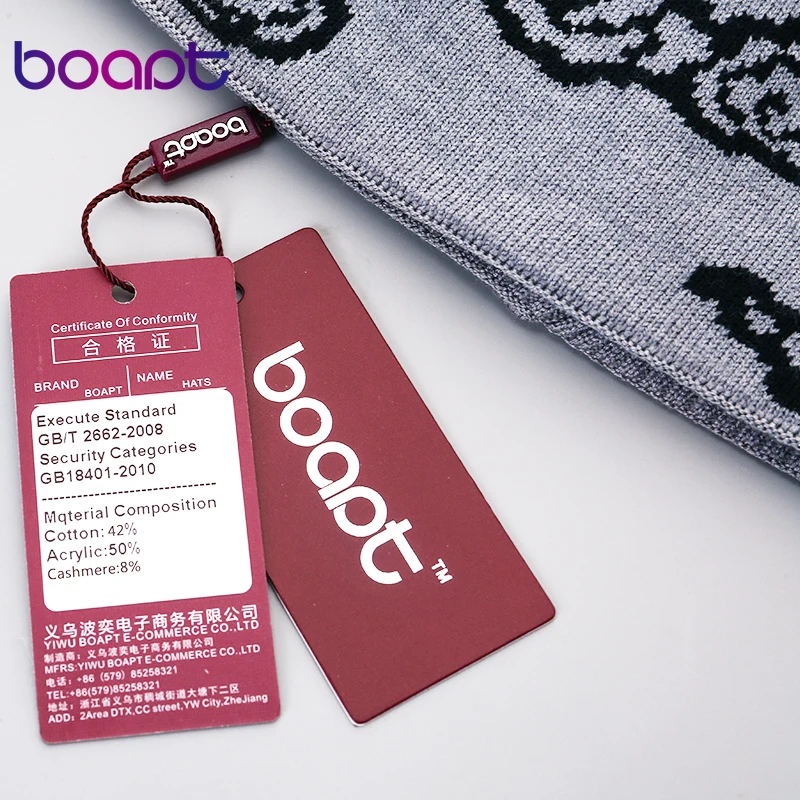 boapt
boapt
TM
Certificate Of Conformity
合格证
BRAND BOAPT NAME HATS
Execute Standard
GB/T 2662-2008
Security Categories
GB18401-2010
Mqterial Composition
Cotton: 42%
Acrylic:50%
Cashmere:8%
义乌波奕电子商务有限公司
YIWU BOAPT E-COMMERCE CO.,LTD
制造商：义乌波奕电子商务有限公司
MFRS:YIWU BOAPT E-COMMERCE CO.,LTD
电话：+86 (579) 85258321
TEL:+86(579)85258321
地址：浙江省义乌市稠城街道大塘下二区
ADD: 2Area DTX,CC street,YW City,ZheJiang
boapt
TM